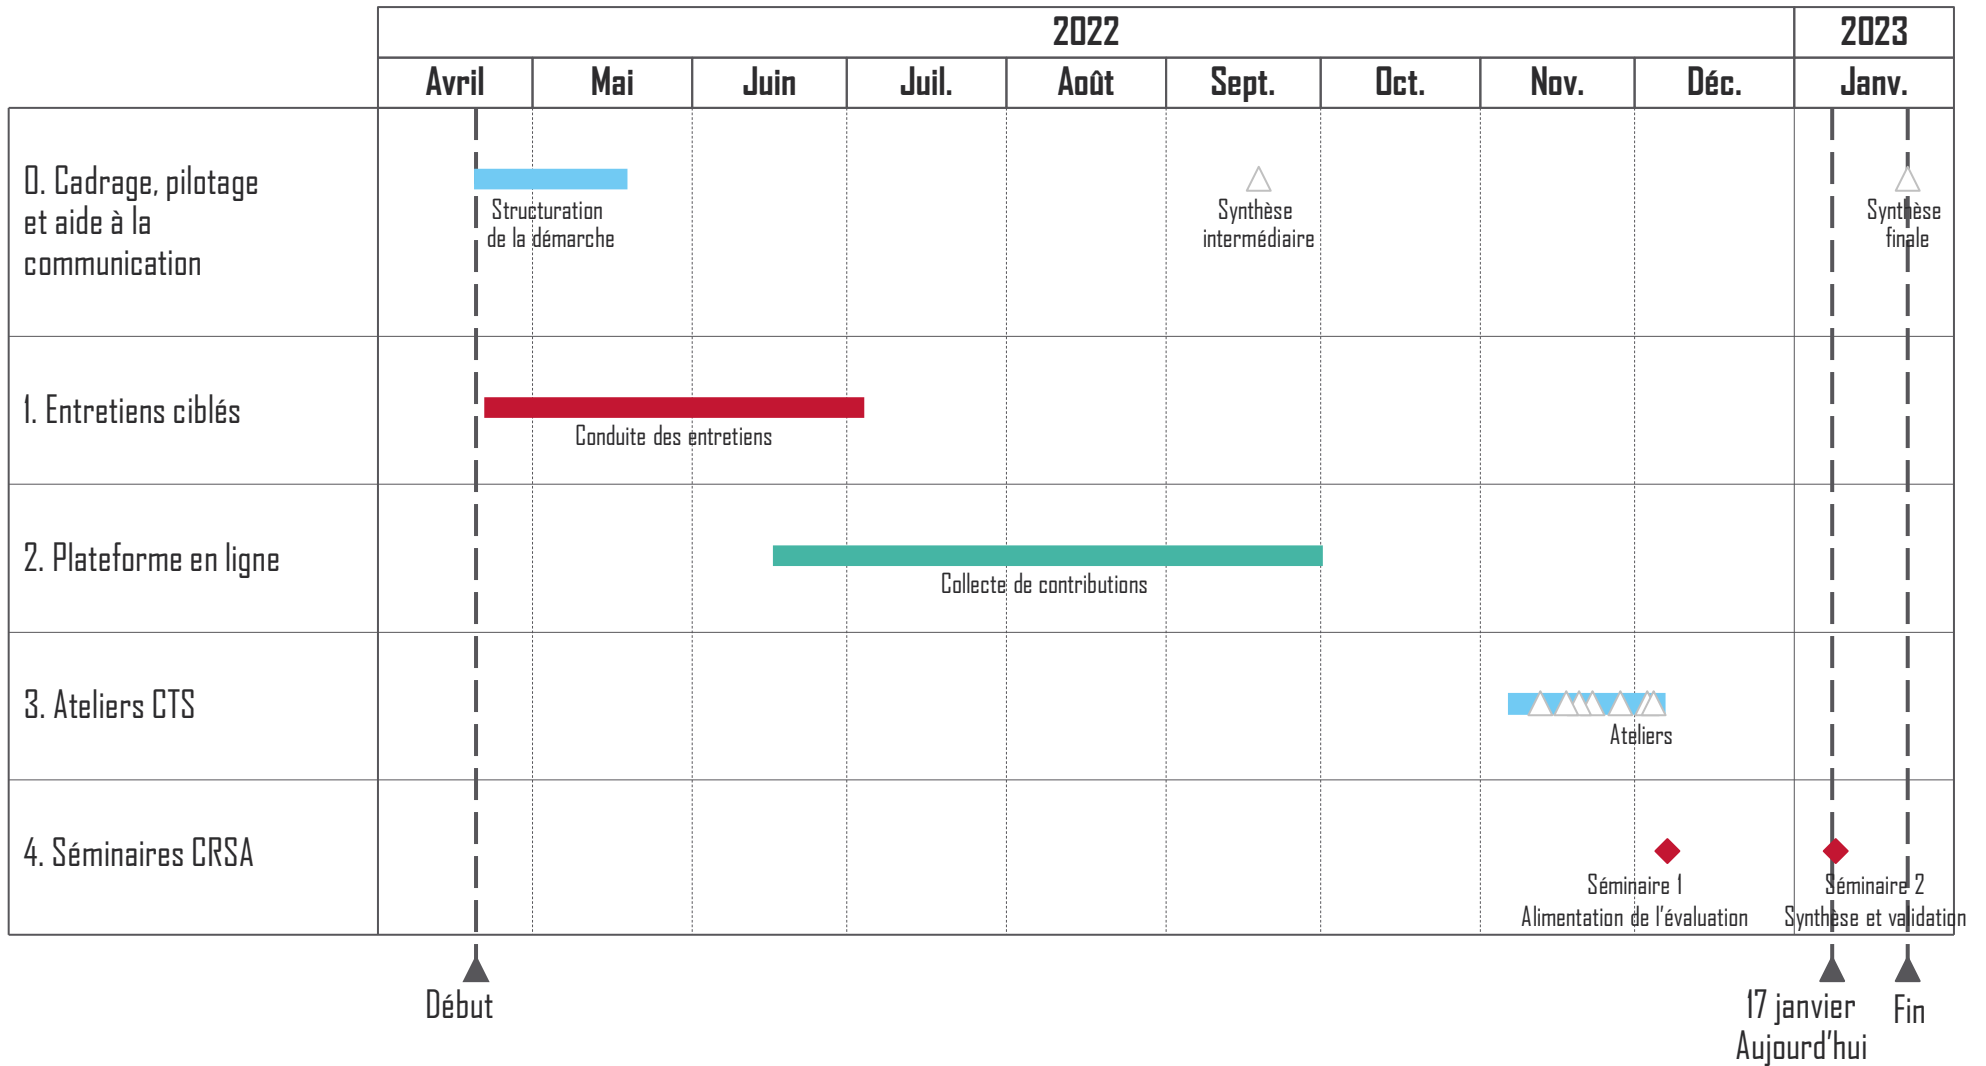 2022
2023
Avril
Mai
Juin
Juil.
Août
Sept.
Oct.
Nov.
Déc.
Janv.
0. Cadrage, pilotage
et aide à la
communication
Structuration
de la démarche
Synthèse
intermédiaire
Synthèse
finale
1. Entretiens ciblés
Conduite des entretiens
2. Plateforme en ligne
Collecte de contributions
3. Ateliers CTS
Ateliers
4. Séminaires CRSA
Séminaire 1
Alimentation de l'évaluation
Séminaire 2
Synthèse et validation
Début
17 janvier
Aujourd'hui
Fin